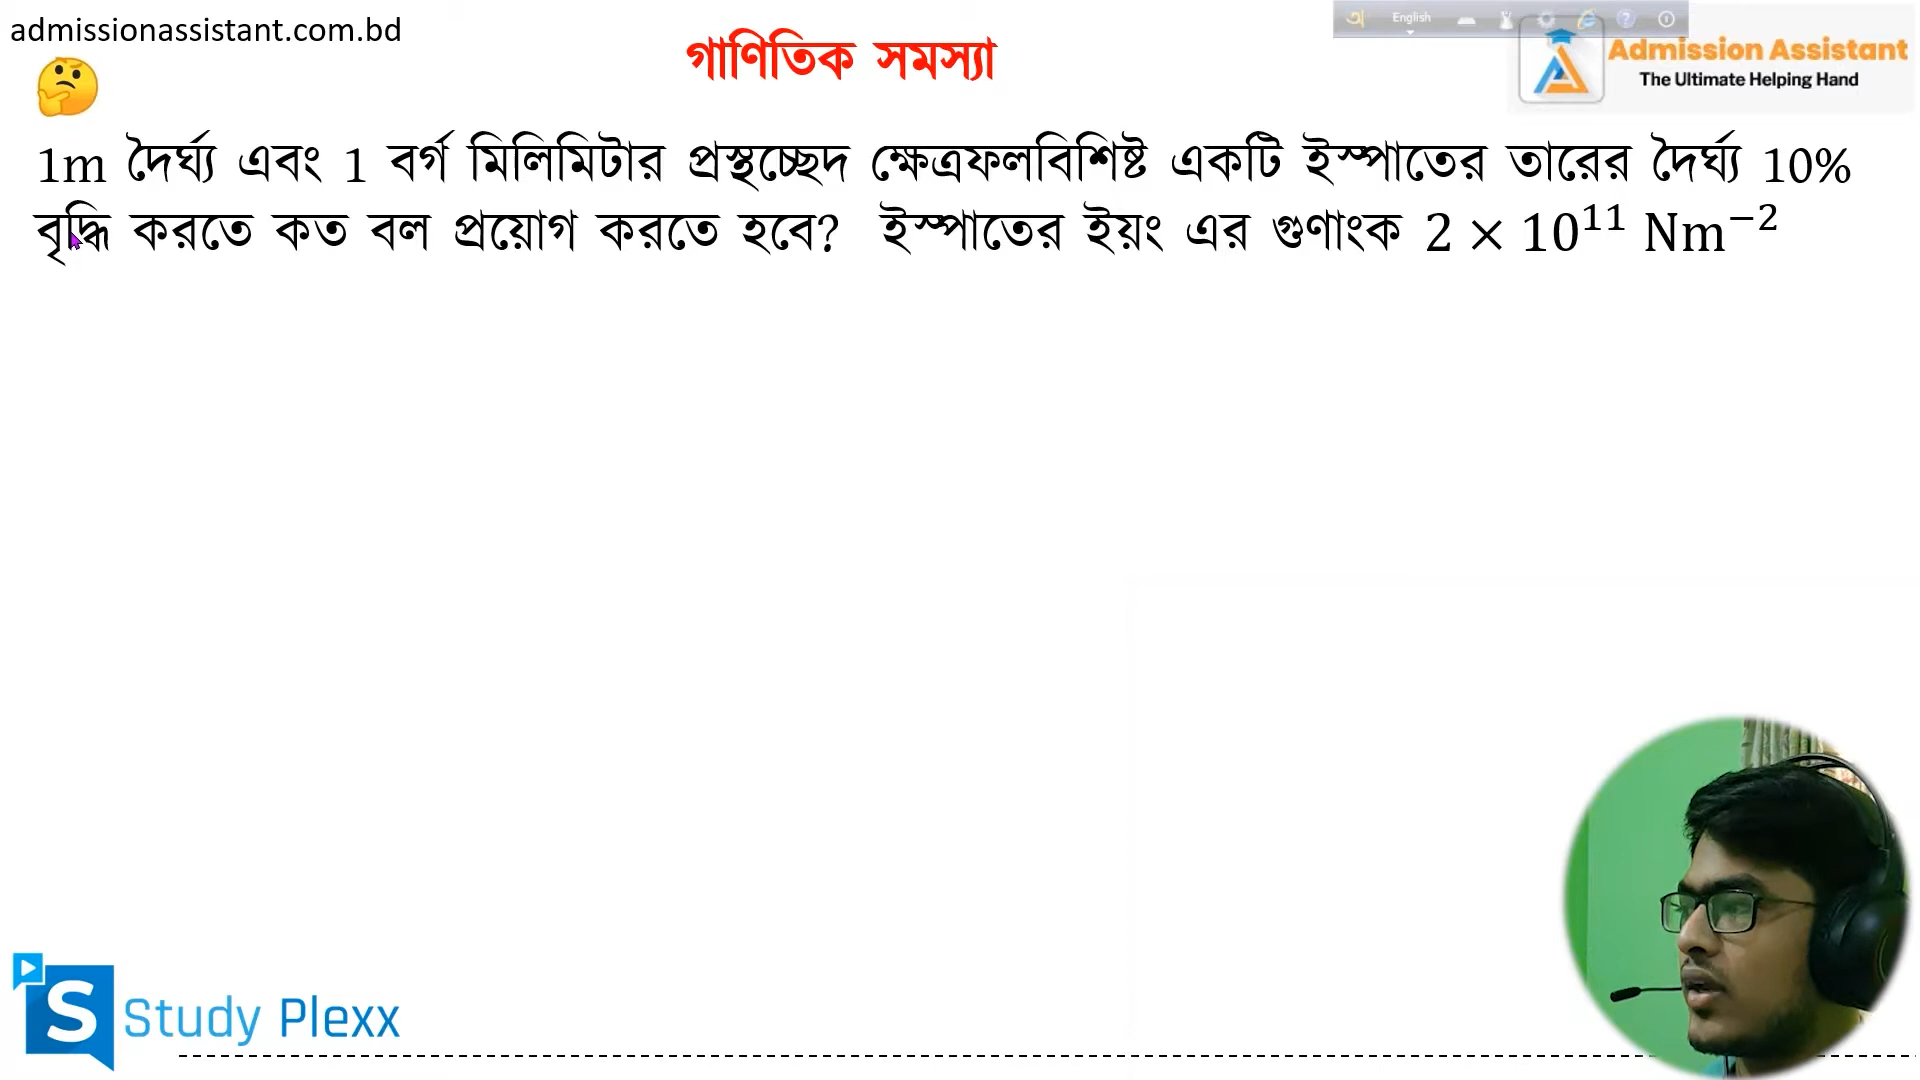 admissionassistant.com.bd
গাণিতিক সমস্যা
English
Admission Assistant
The Ultimate Helping Hand
1m দৈর্ঘ্য এবং 1 বর্গ মিলিমিটার প্রস্থচ্ছেদ ক্ষেত্রফলবিশিষ্ট একটি ইস্পাতের তারের দৈর্ঘ্য 10%
বৃদ্ধি করতে কত বল প্রয়োগ করতে হবে? ইস্পাতের ইয়ং এর গুণাংক 2 × 10¹¹ Nm⁻²
S Study Plexx